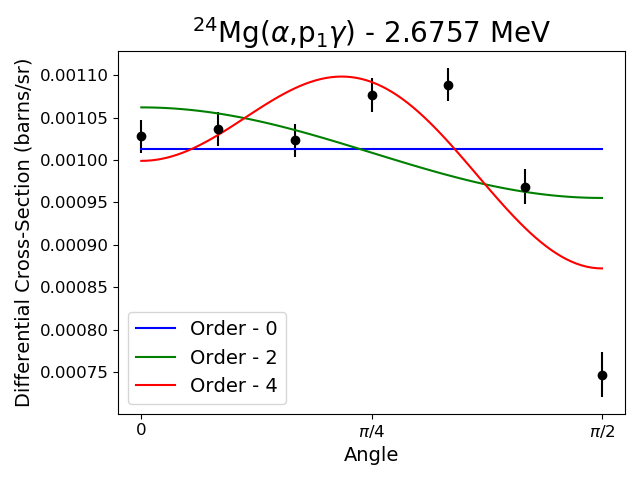 ²⁴Mg(α,p₁γ) - 2.6757 MeV
Differential Cross-Section (barns/sr)
0.00110
0.00105
0.00100
0.00095
0.00090
0.00085
0.00080
0.00075
Order - 0
Order - 2
Order - 4
0 π/4 π/2
Angle